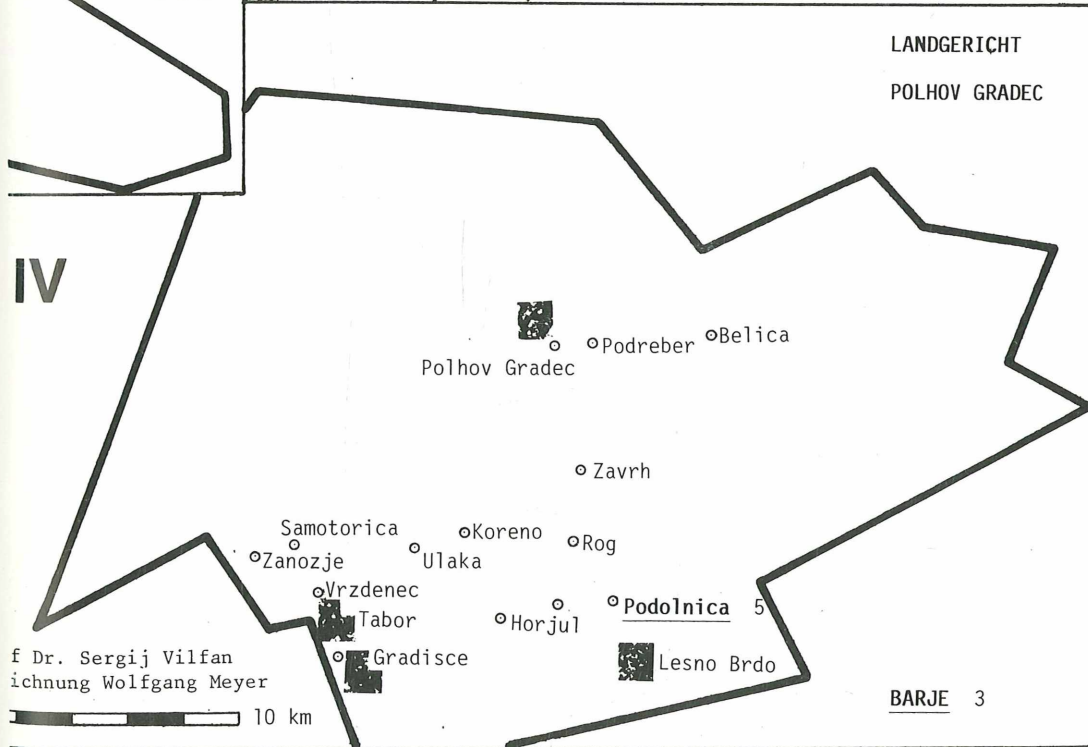 LANDGERICHT
POLHOV GRADEC
IV
Belica
Podreber
Polhov Gradec
Zavrh
Samotorica
Koreno
Rog
Zanozje
Ulaka
Vrzdenec
Podolnica 5
Tabor
Horjul
Gradisce
Lesno Brdo
f Dr. Sergij Vilfan
ichnung Wolfgang Meyer
BARJE 3
10 km